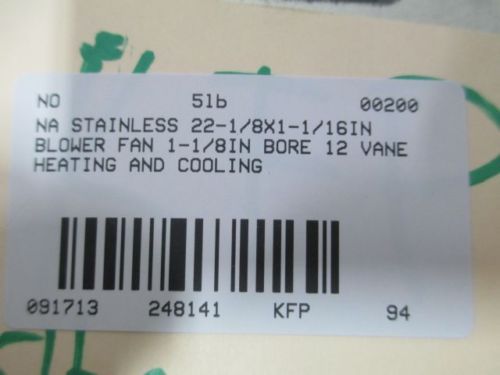 NO 5lb 00200
NA STAINLESS 22-1/8X1-1/16IN
BLOWER FAN 1-1/8IN BORE 12 VANE
HEATING AND COOLING
091713 248141 KFP 94